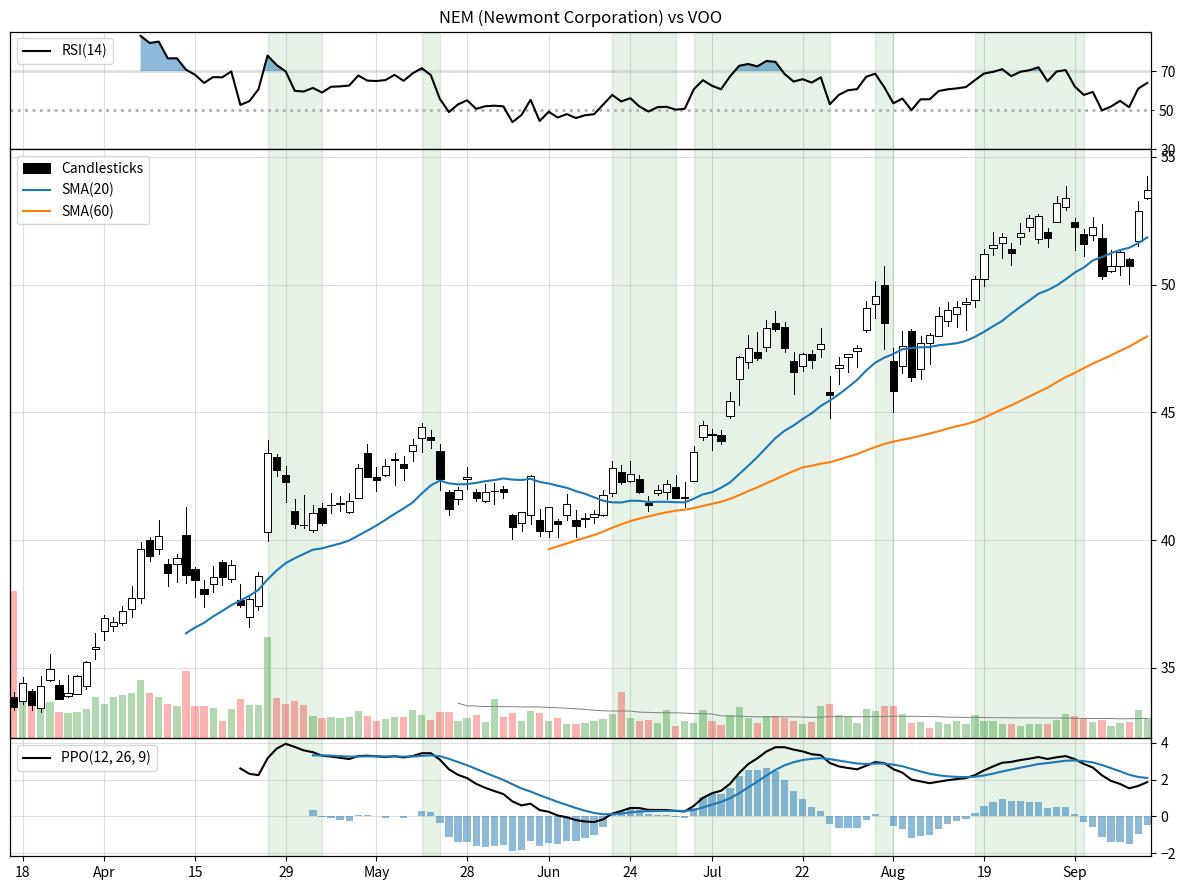 NEM (Newmont Corporation) vs VOO
RSI(14)
70
50
30
Candlesticks
SMA(20)
SMA(60)
55
50
45
40
35
PPO(12, 26, 9)
4
2
0
−2
18 Apr 15 29 May 28 Jun 24 Jul 22 Aug 19 Sep